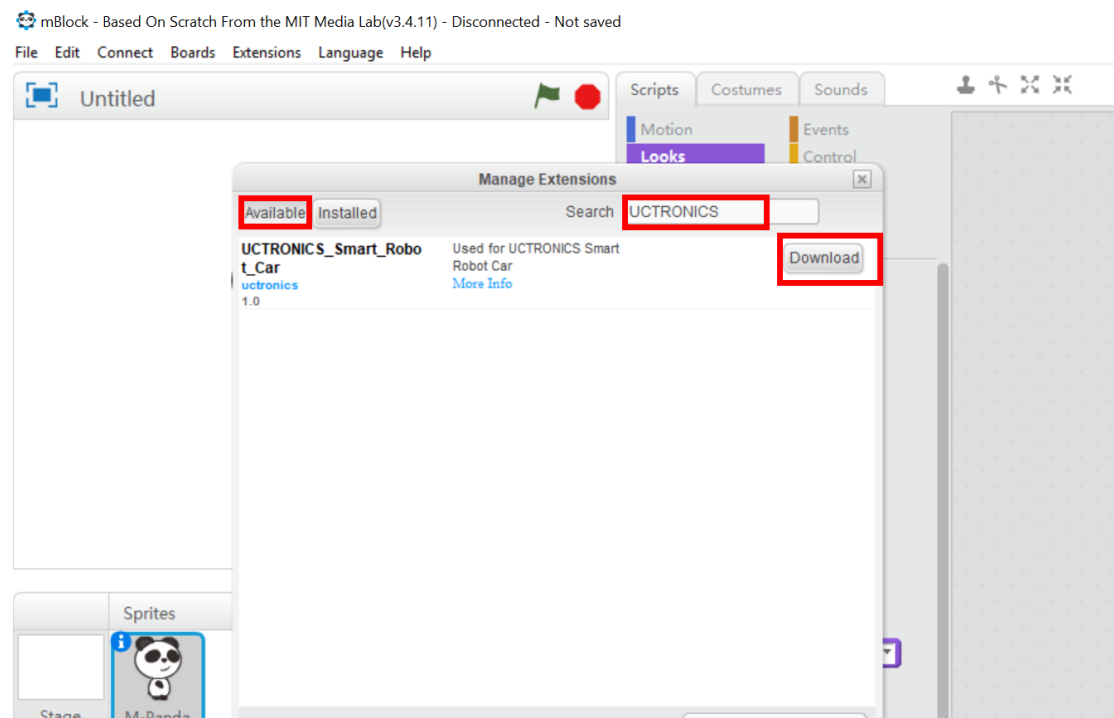 mBlock - Based On Scratch From the MIT Media Lab(v3.4.11) - Disconnected - Not saved
File Edit Connect Boards Extensions Language Help
Untitled
Scripts Costumes Sounds
Motion Events
Looks Control
Manage Extensions
Available Installed Search UCTRONICS
UCTRONICS_Smart_Robo
t_Car
uctronics
1.0
Used for UCTRONICS Smart
Robot Car
More Info
Download
Sprites
Stage M-Panda